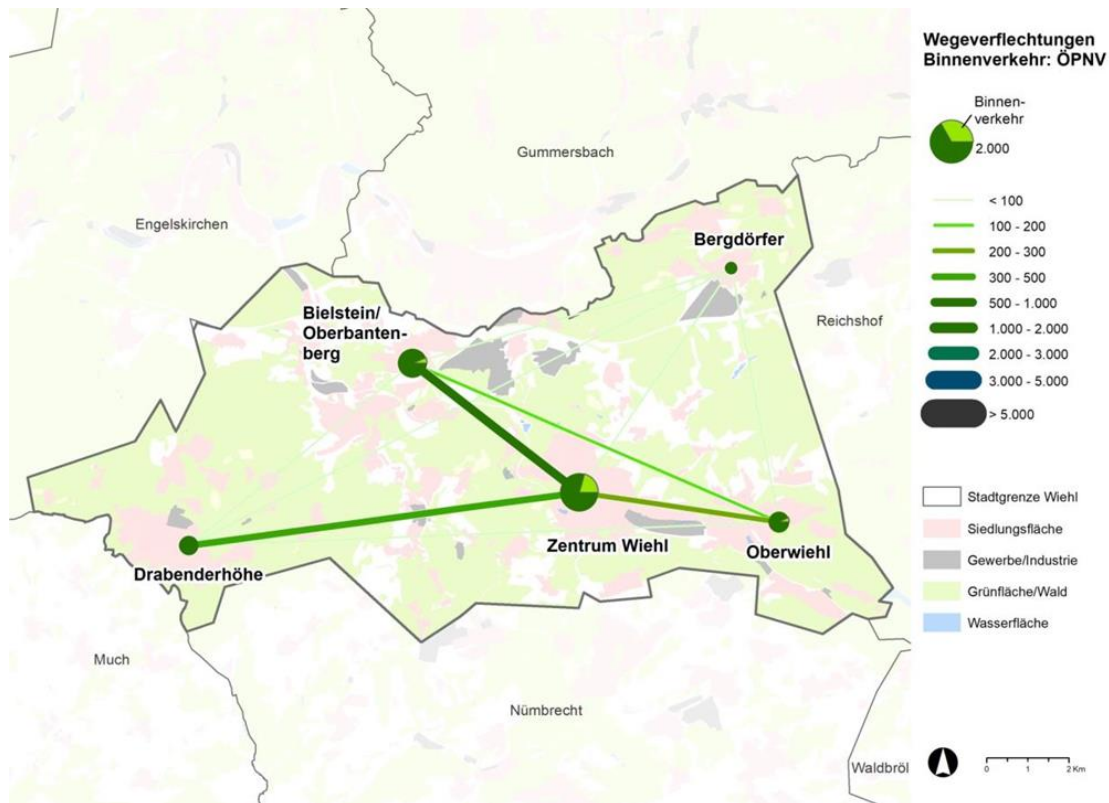 Wegeverflechtungen
Binnenverkehr: ÖPNV
Binnen-
verkehr
2.000
< 100
100 - 200
200 - 300
300 - 500
500 - 1.000
1.000 - 2.000
2.000 - 3.000
3.000 - 5.000
> 5.000
Stadtgrenze Wiehl
Siedlungsfläche
Gewerbe/Industrie
Grünfläche/Wald
Wasserfläche
0 1 2 Km
Gummersbach
Engelskirchen
Bergdörfer
Reichshof
Bielstein/
Oberbanten-
berg
Zentrum Wiehl
Oberwiehl
Drabenderhöhe
Much
Nümbrecht
Waldbröl